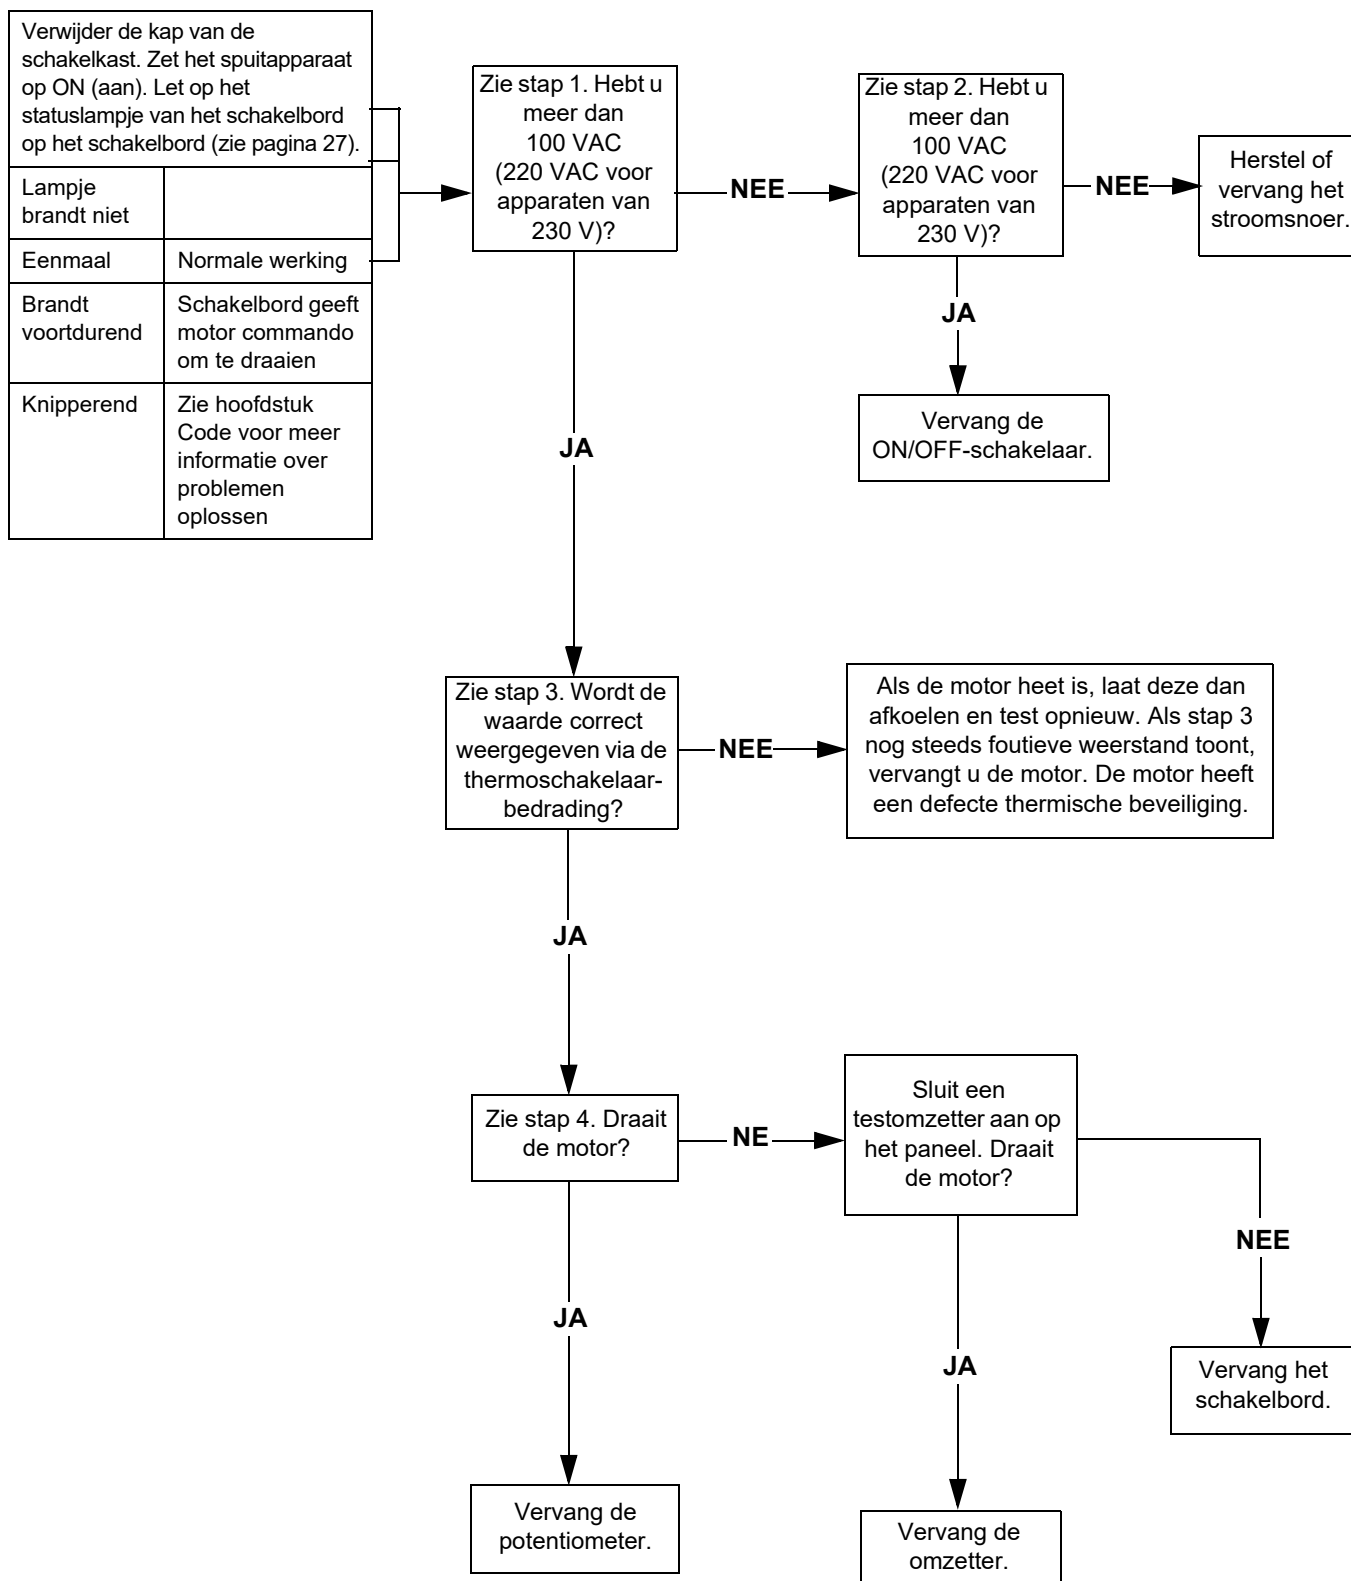 Verwijder de kap van de
schakelkast. Zet het spuitapparaat
op ON (aan). Let op het
statuslampje van het schakelbord
op het schakelbord (zie pagina 27).
Lampje
brandt niet
Eenmaal
Normale werking
Brandt
voortdurend
Schakelbord geeft
motor commando
om te draaien
Knipperend
Zie hoofdstuk
Code voor meer
informatie over
problemen
oplossen
Zie stap 1. Hebt u
meer dan
100 VAC
(220 VAC voor
apparaten van
230 V)?
NEE
Zie stap 2. Hebt u
meer dan
100 VAC
(220 VAC voor
apparaten van
230 V)?
NEE
Herstel of
vervang het
stroomsnoer.
JA
Vervang de
ON/OFF-schakelaar.
JA
Zie stap 3. Wordt de
waarde correct
weergegeven via de
thermoschakelaar-
bedrading?
NEE
Als de motor heet is, laat deze dan
afkoelen en test opnieuw. Als stap 3
nog steeds foutieve weerstand toont,
vervangt u de motor. De motor heeft
een defecte thermische beveiliging.
JA
Zie stap 4. Draait
de motor?
NE
Sluit een
testomzetter aan op
het paneel. Draait
de motor?
NEE
Vervang het
schakelbord.
JA
Vervang de
potentiometer.
JA
Vervang de
omzetter.